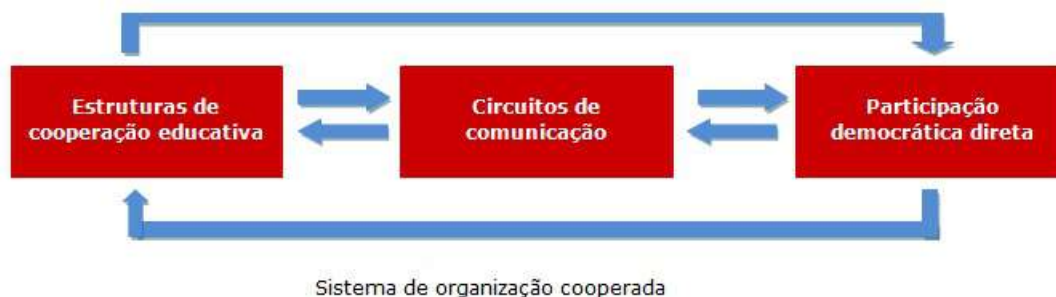 Estruturas de
cooperação educativa
Circuitos de
comunicação
Participação
democrática direta
Sistema de organização cooperada